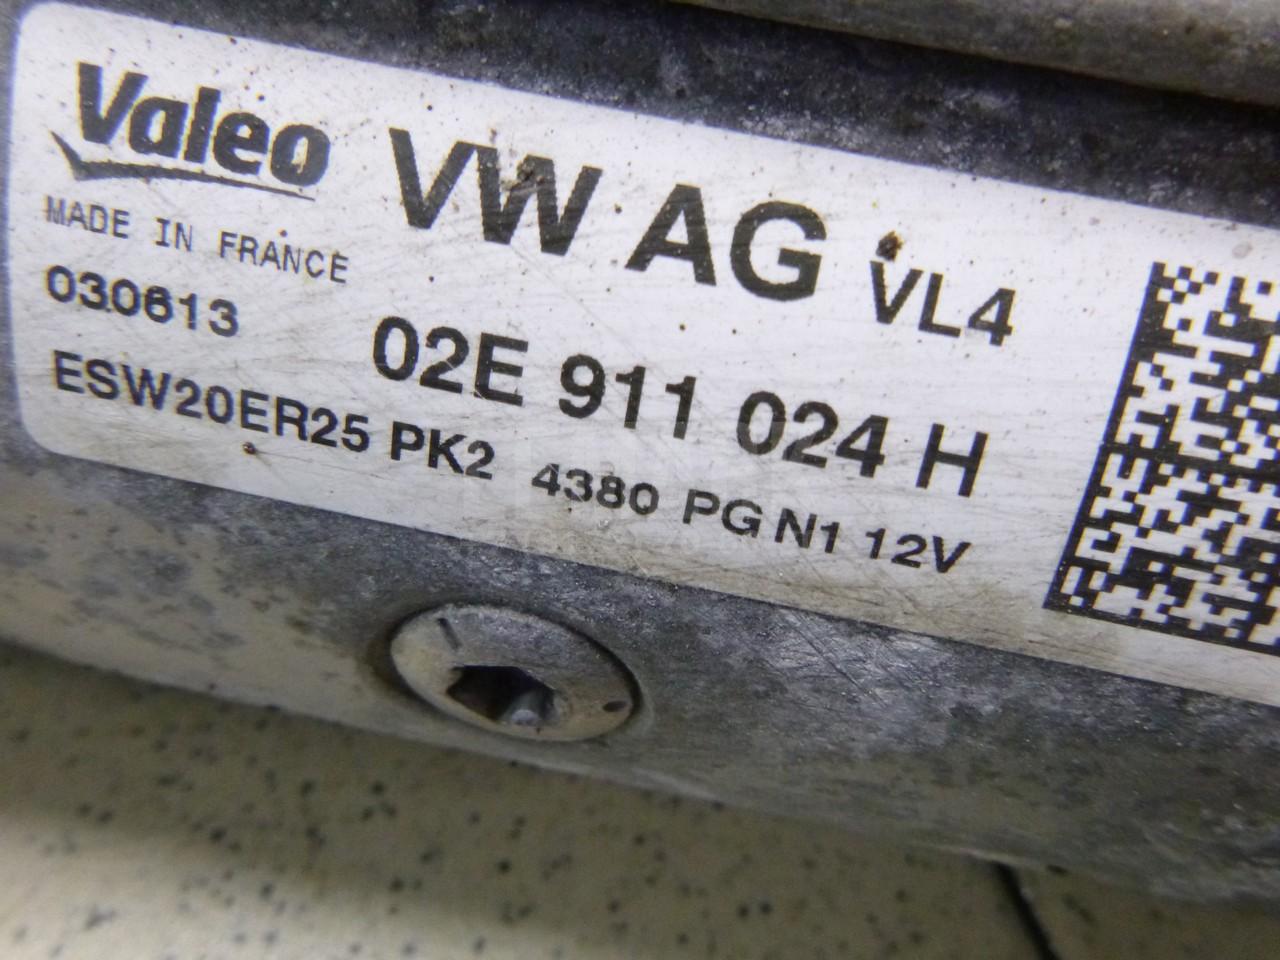 Valeo
MADE IN FRANCE
030613
VW AG VL4
02E 911 024 H
ESW20ER25 PK2 4380 PG N1 12V